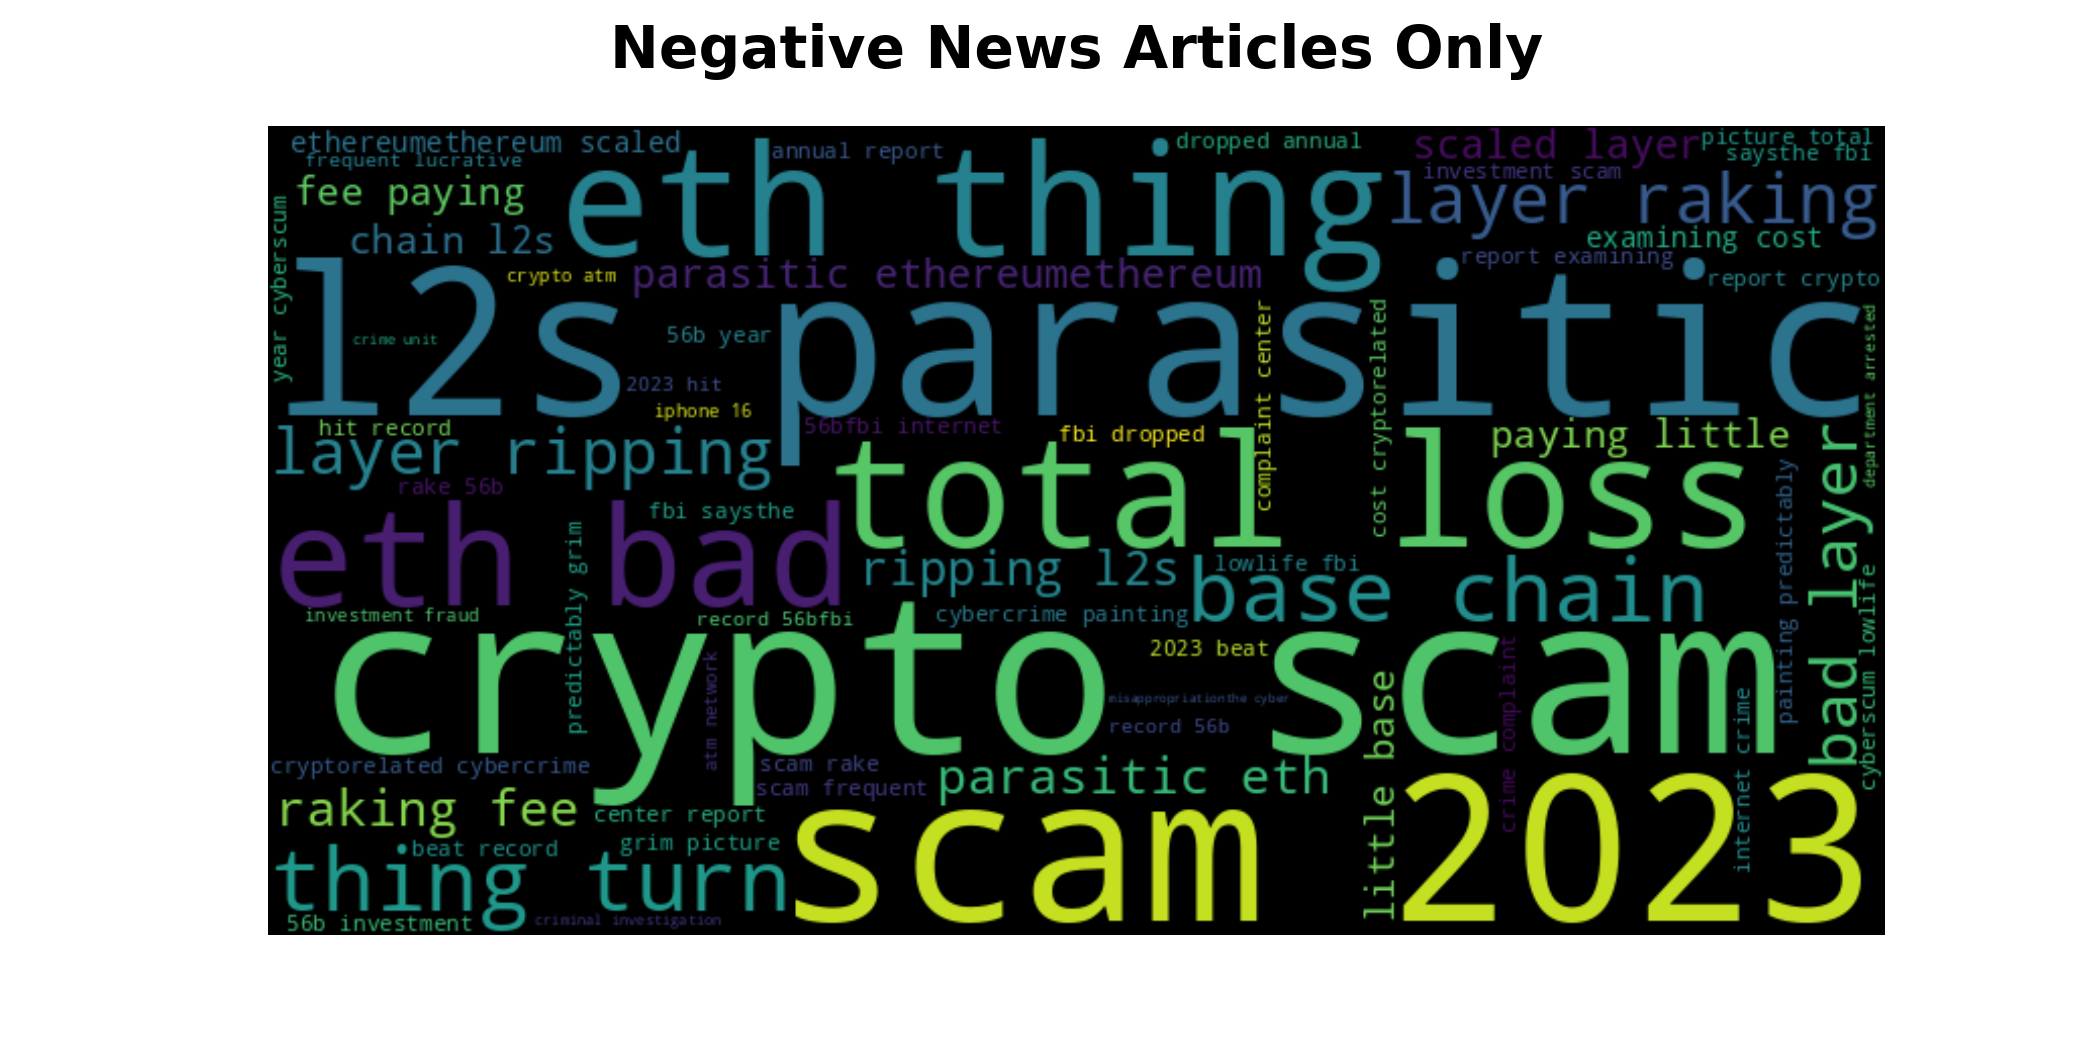 Negative News Articles Only
ethereumethereum scaled
frequent lucrative
fee paying
chain l2s
year cyberscum
eth thing
annual report
dropped annual
scaled layer
picture total
saysthe fbi
investment scam
layer raking
examining cost
report examining
report crypto
crypto atm
parasitic ethereumethereum
l2s parasitic
crime unit
56b year
2023 hit
iphone 16
complaint center
cost cryptorelated
department arrested
hit record
layer ripping
56bfbi internet
fbi dropped
paying little
rake 56b
total loss
bad layer
fbi saysthe
eth bad
predictably grim
painting predictably
ripping l2s
lowlife fbi
base chain
investment fraud
record 56bfbi
cybercrime painting
cyberscum lowlife
crypto scam
2023 beat
atm network
misappropriationthe cyber
record 56b
crime complaint
internet crime
little base
cryptorelated cybercrime
scam rake
scam frequent
parasitic eth
raking fee
center report
scam
2023
beat record
grim picture
thing turn
56b investment
criminal investigation